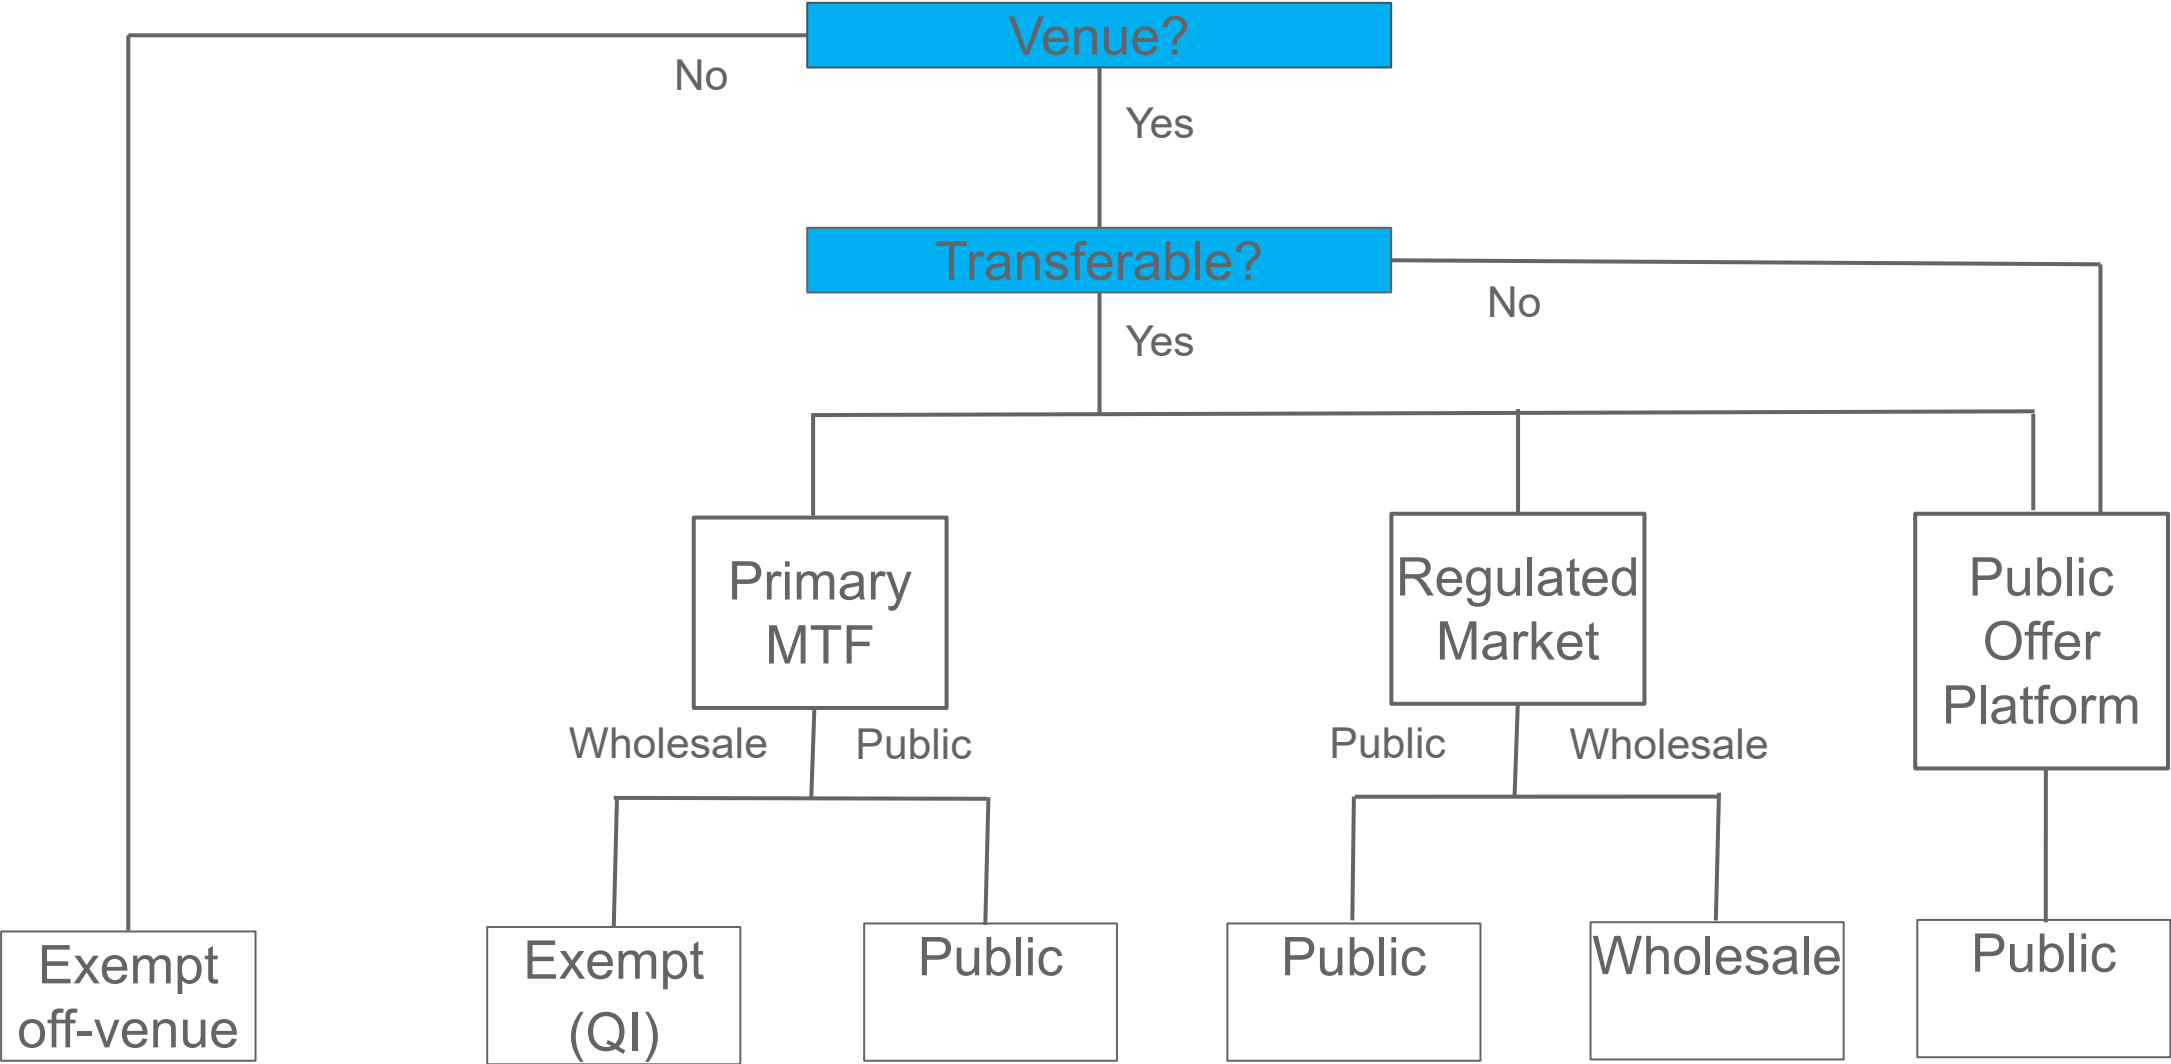 Venue?
No
Yes
Transferable?
No
Yes
Primary
MTF
Regulated
Market
Public
Offer
Platform
Wholesale
Public
Public
Wholesale
Exempt
off-venue
Exempt
(QI)
Public
Public
Wholesale
Public